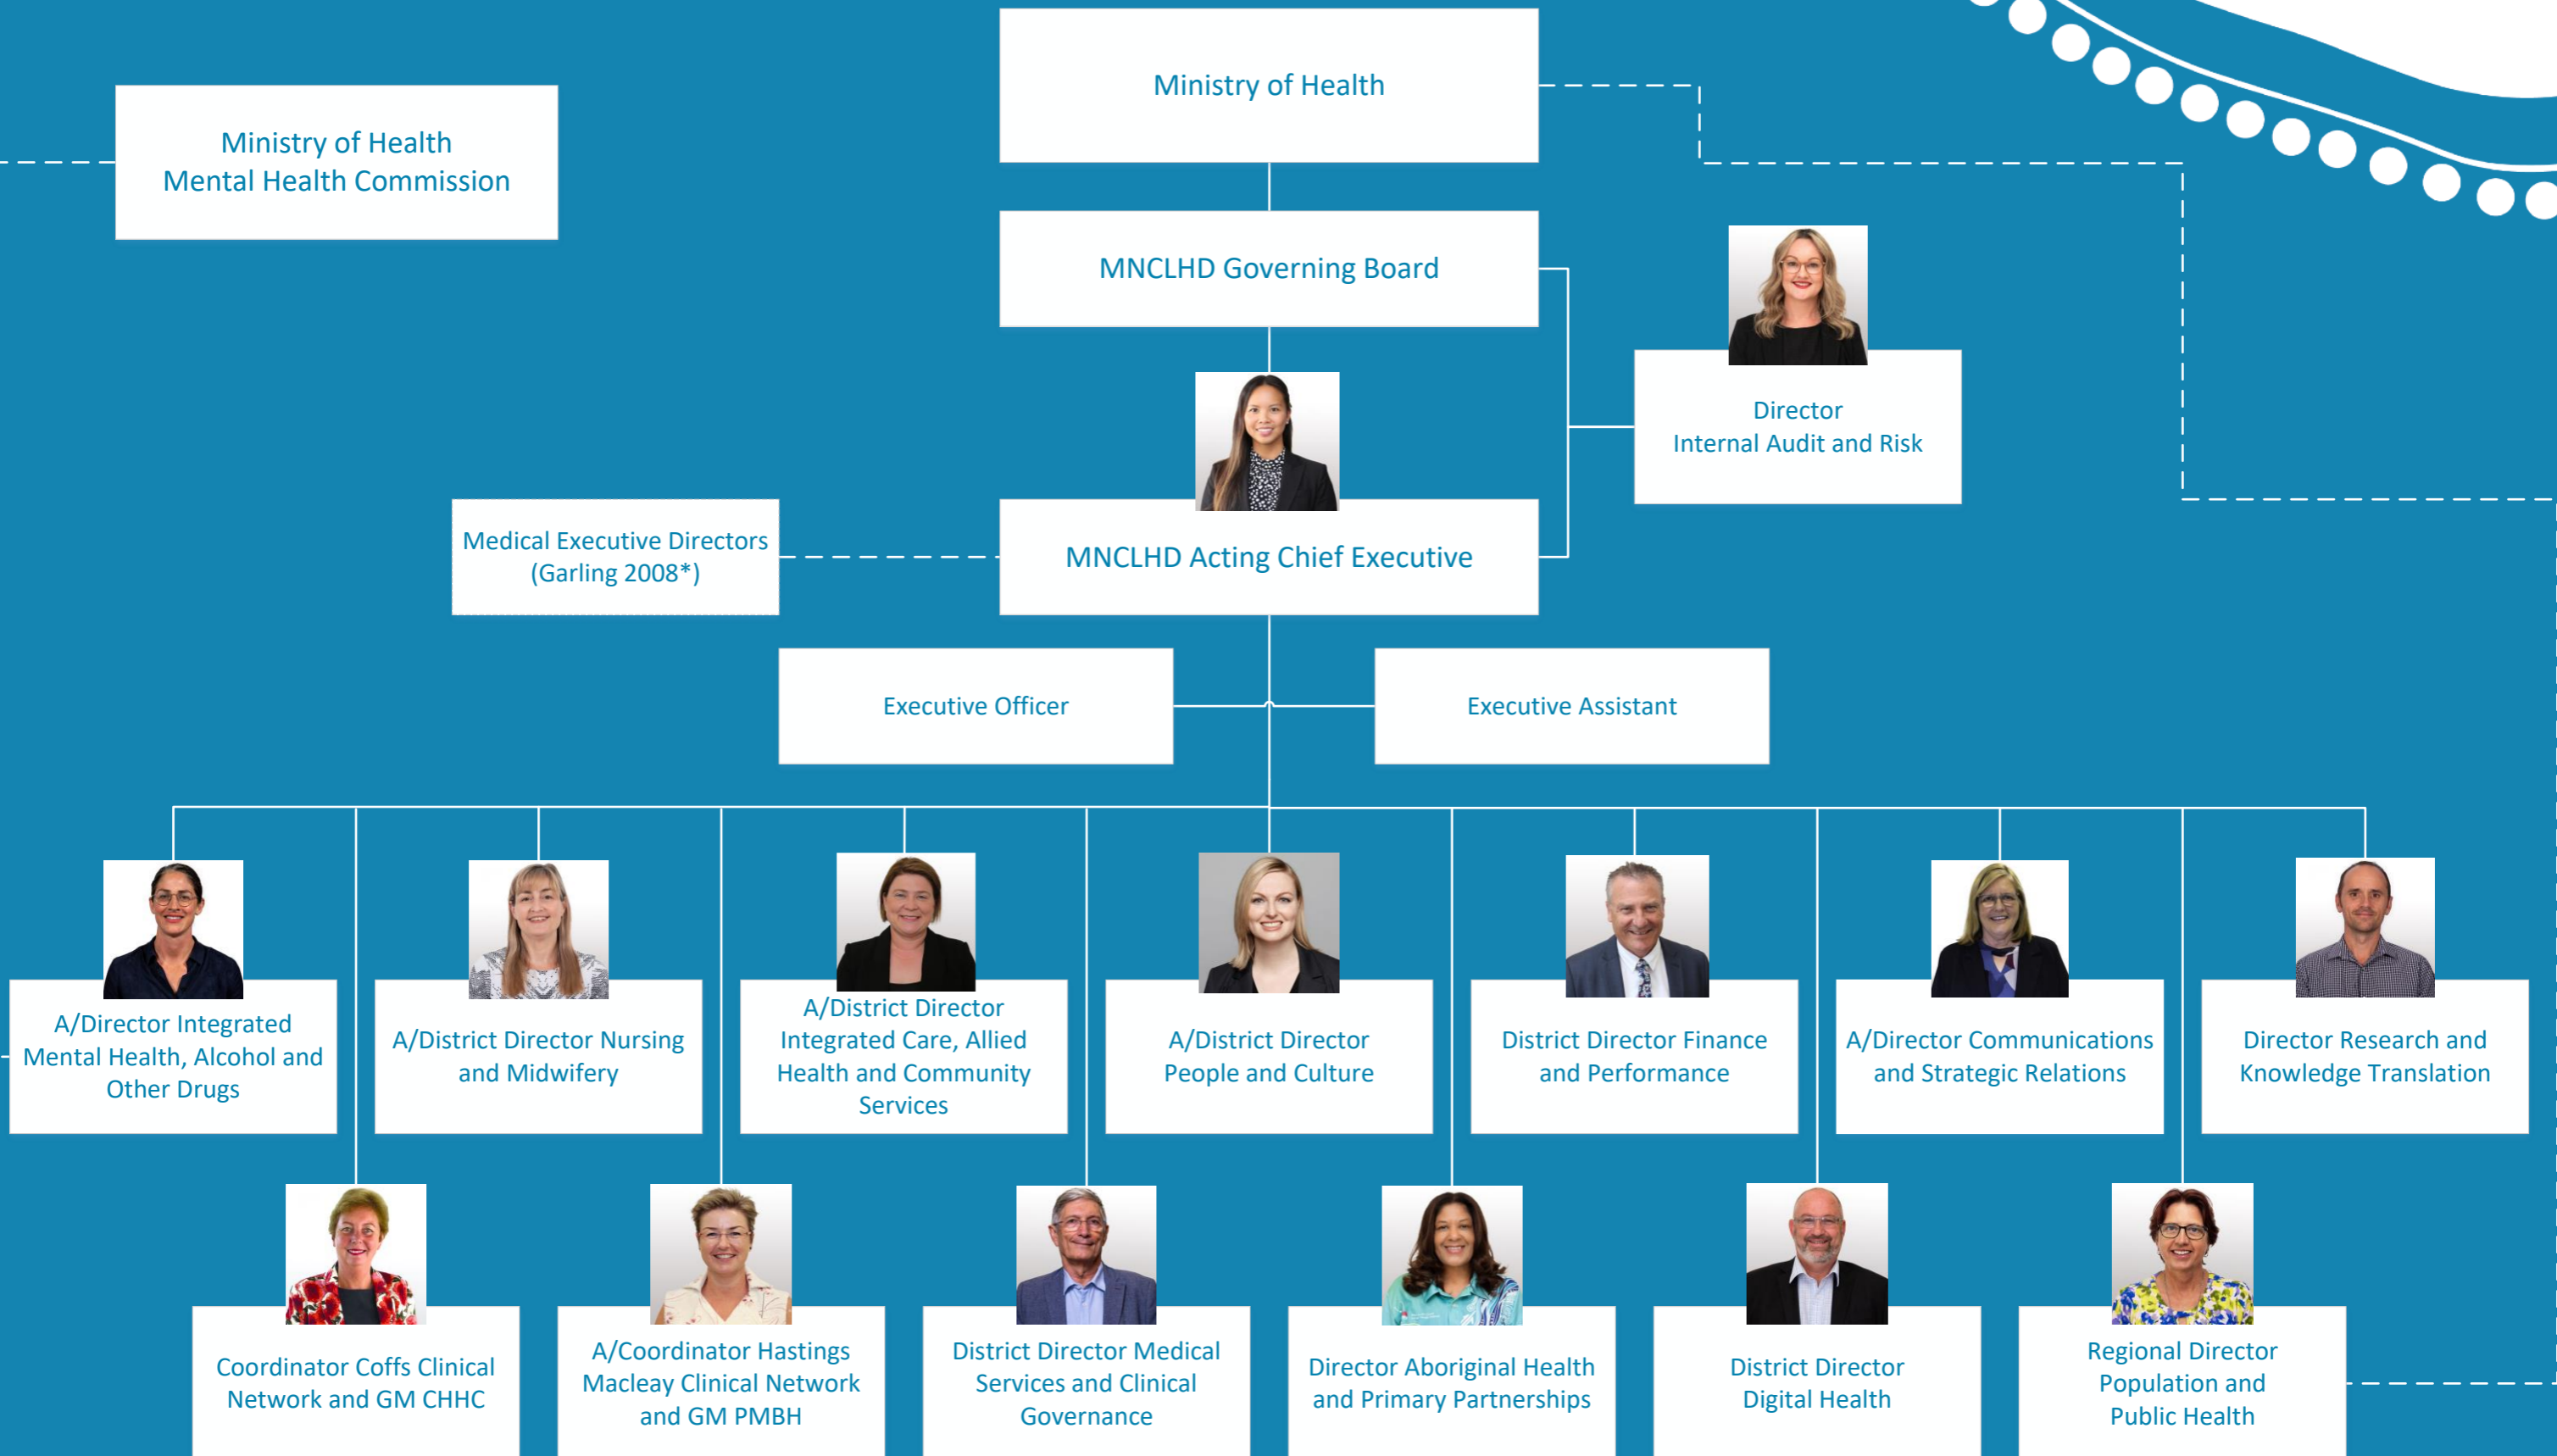 Ministry of Health
Ministry of Health
Mental Health Commission
MNCLHD Governing Board
Director
Internal Audit and Risk
Medical Executive Directors
(Garling 2008*)
MNCLHD Acting Chief Executive
Executive Officer
Executive Assistant
A/Director Integrated
Mental Health, Alcohol and
Other Drugs
A/District Director Nursing
and Midwifery
A/District Director
Integrated Care, Allied
Health and Community
Services
A/District Director
People and Culture
District Director Finance
and Performance
A/Director Communications
and Strategic Relations
Director Research and
Knowledge Translation
Coordinator Coffs Clinical
Network and GM CHHC
A/Coordinator Hastings
Macleay Clinical Network
and GM PMBH
District Director Medical
Services and Clinical
Governance
Director Aboriginal Health
and Primary Partnerships
District Director
Digital Health
Regional Director
Population and
Public Health